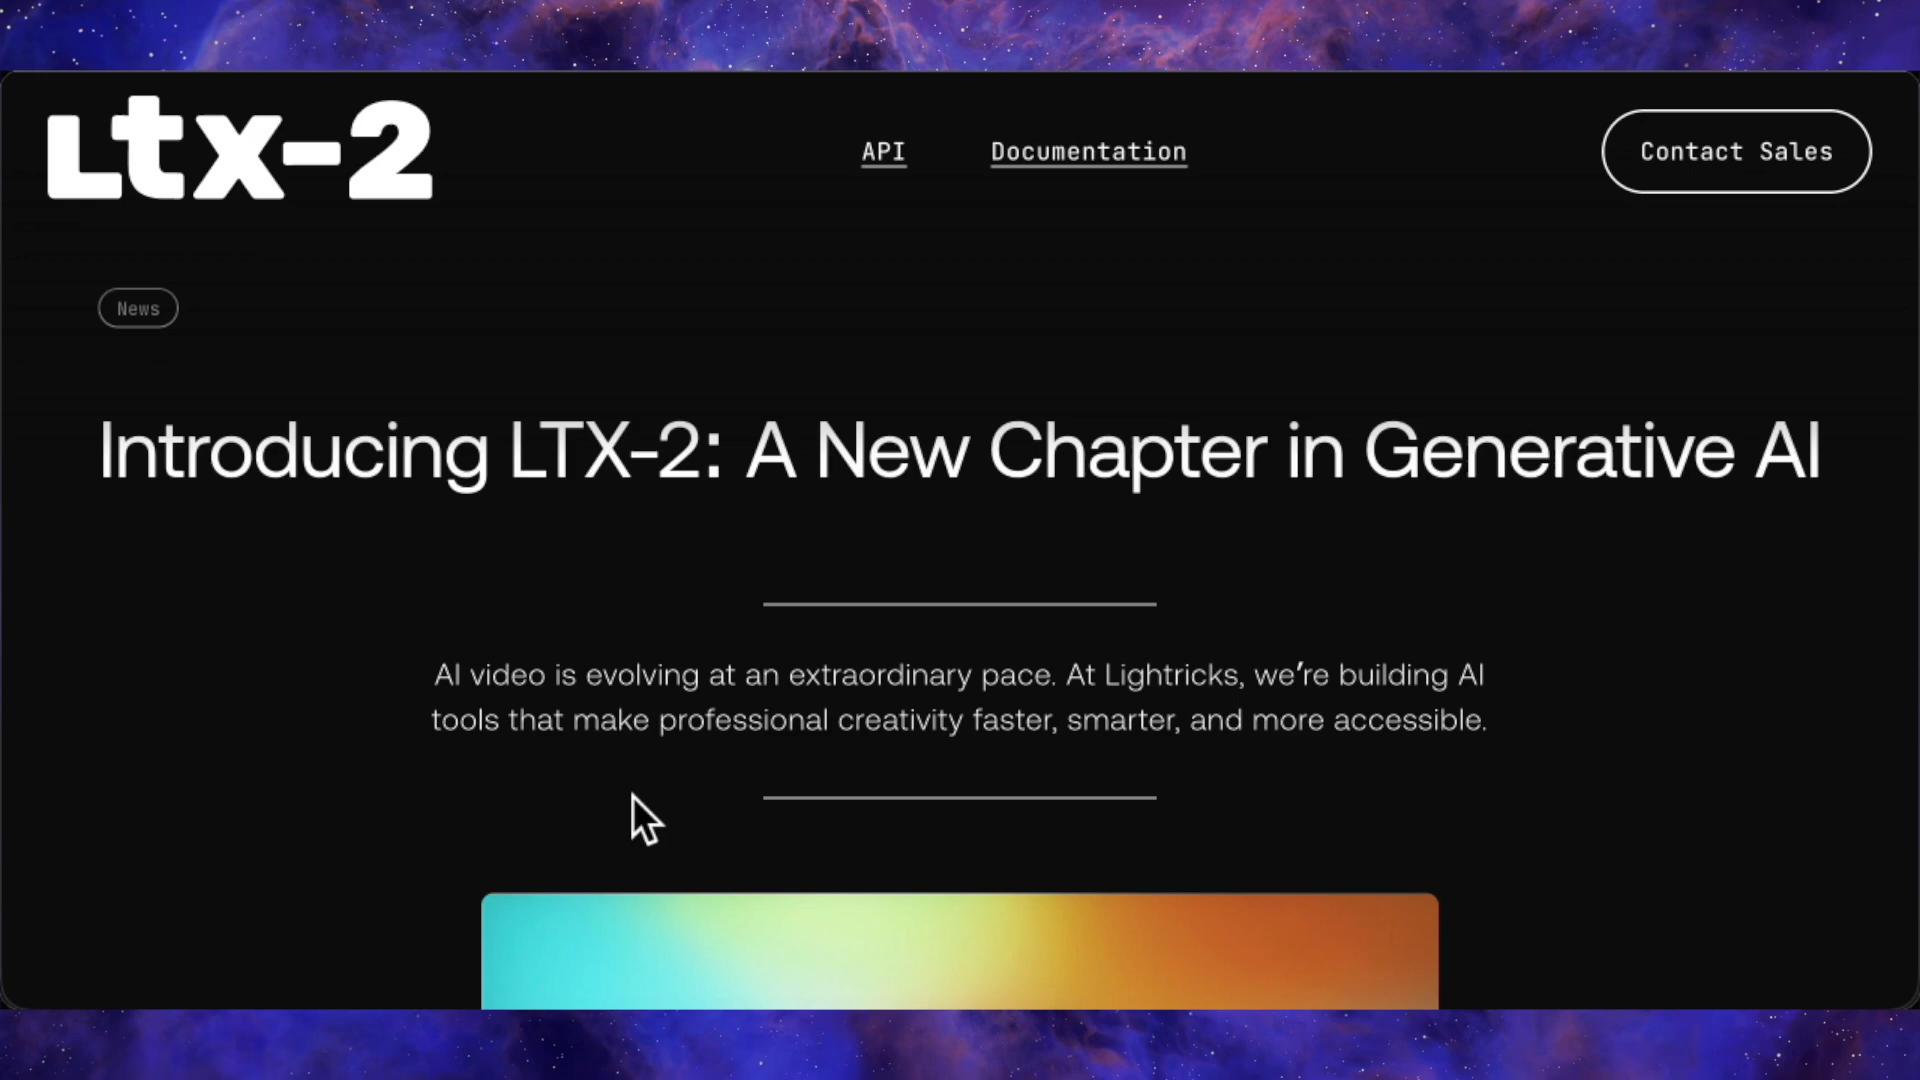 Ltx-2
API
Documentation
Contact Sales
News
Introducing LTX-2: A New Chapter in Generative AI
AI video is evolving at an extraordinary pace. At Lightricks, we’re building AI
tools that make professional creativity faster, smarter, and more accessible.